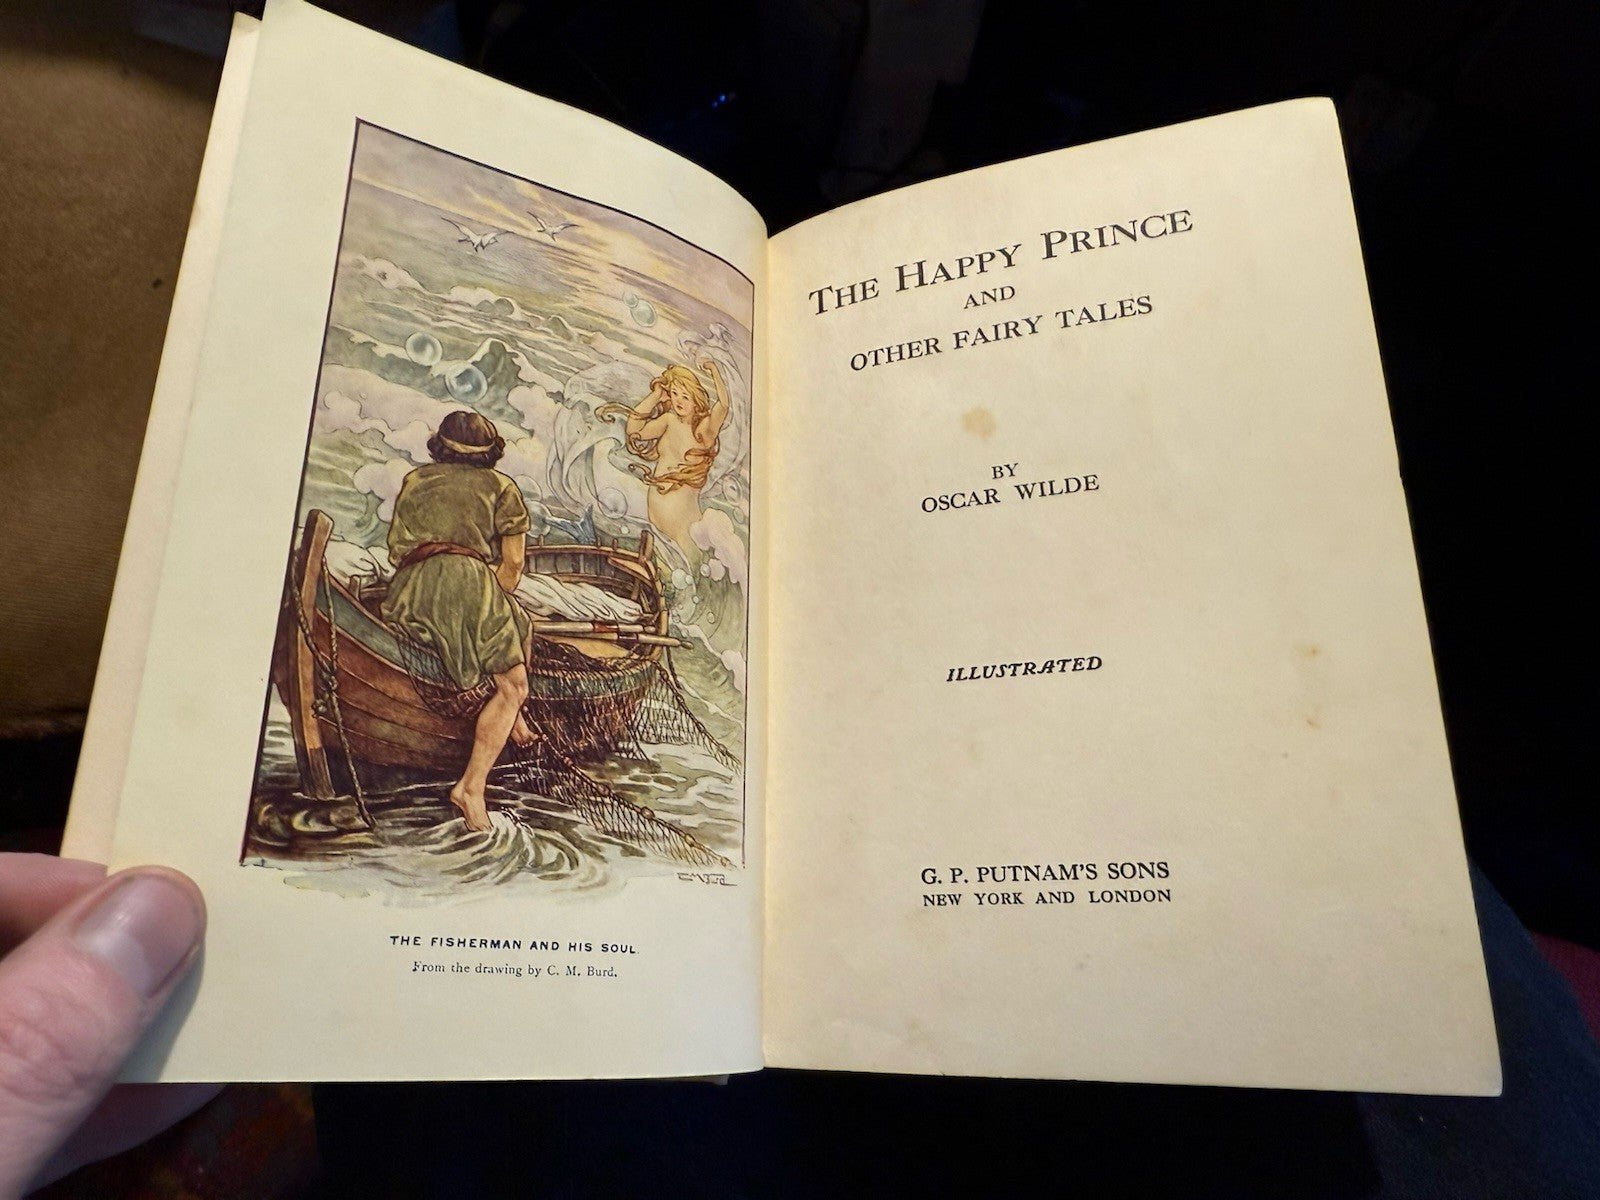 THE FISHERMAN AND HIS SOUL.
From the drawing by C. M. Burd.
THE HAPPY PRINCE
AND
OTHER FAIRY TALES
BY
OSCAR WILDE
ILLUSTRATED
G. P. PUTNAM'S SONS
NEW YORK AND LONDON